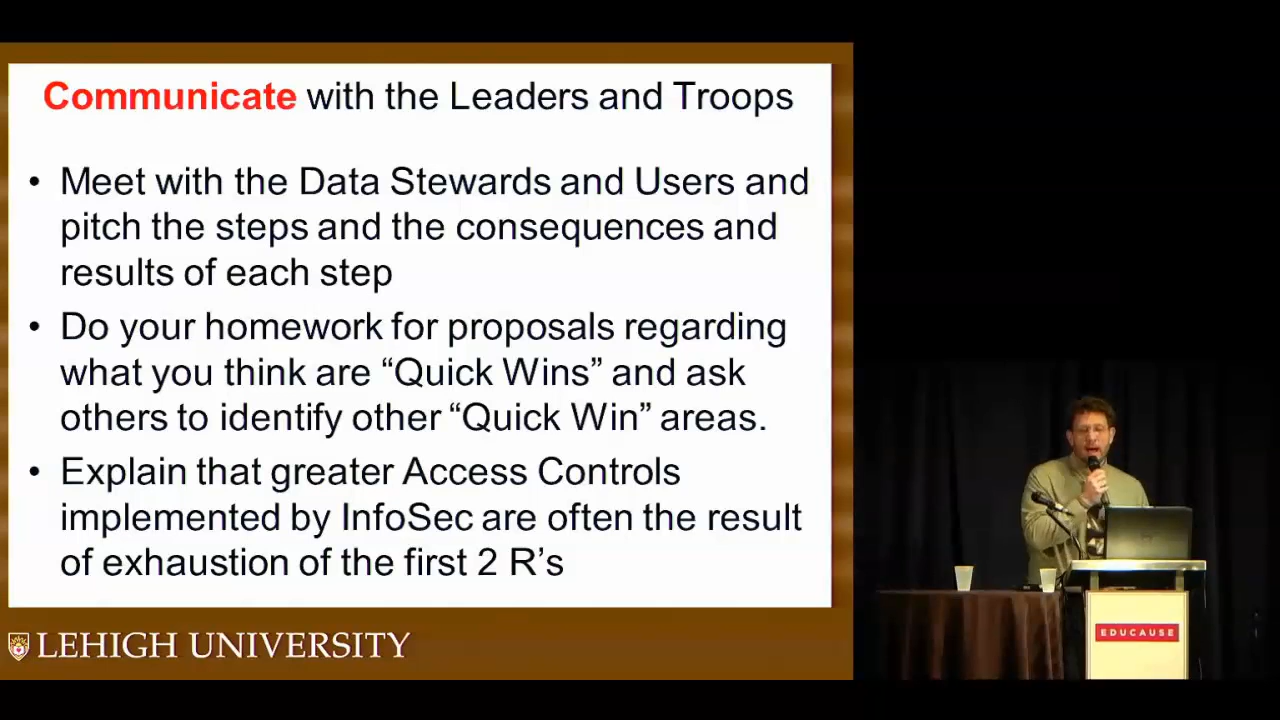 Communicate with the Leaders and Troops
• Meet with the Data Stewards and Users and
pitch the steps and the consequences and
results of each step
• Do your homework for proposals regarding
what you think are “Quick Wins” and ask
others to identify other “Quick Win” areas.
• Explain that greater Access Controls
implemented by InfoSec are often the result
of exhaustion of the first 2 R’s
LEHIGH UNIVERSITY
EDUCAUSE